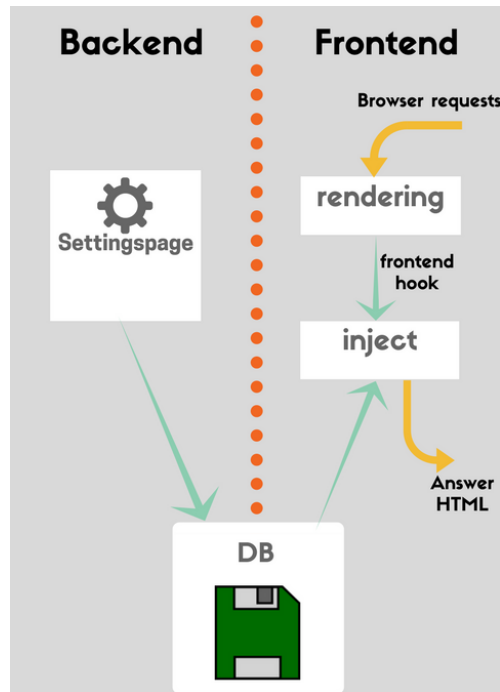 Backend
Frontend
Browser requests
rendering
Settingspage
frontend
hook
inject
Answer
HTML
DB